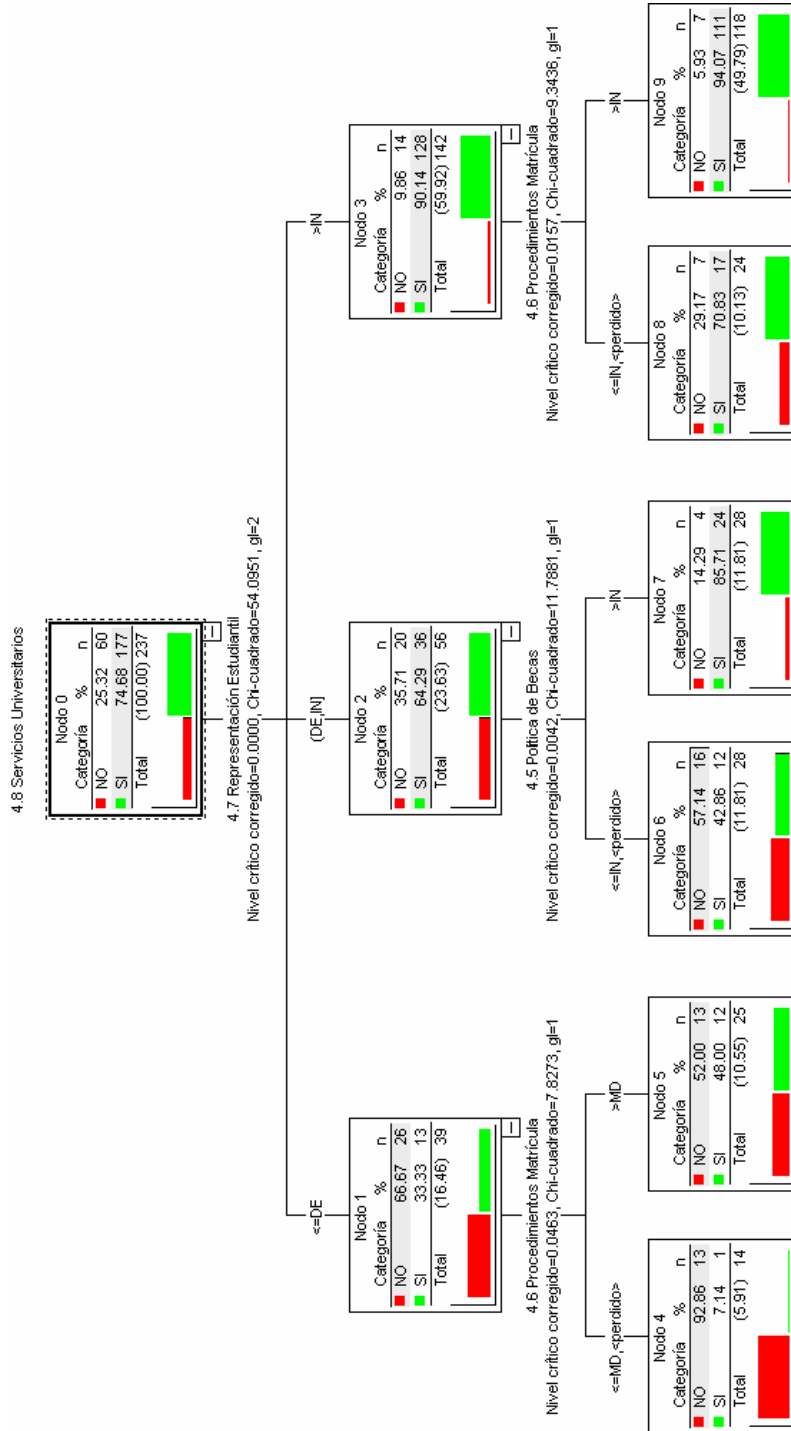 4.8 Servicios Universitarios
Nodo 0
Categoría % n
NO 25.32 60
SI 74.68 177
Total (100.00) 237
4.7 Representación Estudiantil
Nivel crítico corregido=0.0000, Chi-cuadrado=54.0951, gl=2
<=DE
(DE,IN]
>IN
Nodo 1
Categoría % n
NO 66.67 26
SI 33.33 13
Total (16.46) 39
4.6 Procedimientos Matrícula
Nivel crítico corregido=0.0463, Chi-cuadrado=7.8273, gl=1
Nodo 2
Categoría % n
NO 35.71 20
SI 64.29 36
Total (23.63) 56
4.5 Política de Becas
Nivel crítico corregido=0.0042, Chi-cuadrado=11.7881, gl=1
Nodo 3
Categoría % n
NO 9.86 14
SI 90.14 128
Total (59.92) 142
4.6 Procedimientos Matrícula
Nivel crítico corregido=0.0157, Chi-cuadrado=9.3436, gl=1
<=MD,<perdido>
>MD
<=IN,<perdido>
>IN
<=IN,<perdido>
>IN
Nodo 4
Categoría % n
NO 92.86 13
SI 7.14 1
Total (5.91) 14
Nodo 5
Categoría % n
NO 52.00 13
SI 48.00 12
Total (10.55) 25
Nodo 6
Categoría % n
NO 57.14 16
SI 42.86 12
Total (11.81) 28
Nodo 7
Categoría % n
NO 14.29 4
SI 85.71 24
Total (11.81) 28
Nodo 8
Categoría % n
NO 29.17 7
SI 70.83 17
Total (10.13) 24
Nodo 9
Categoría % n
NO 5.93 7
SI 94.07 111
Total (49.79) 118